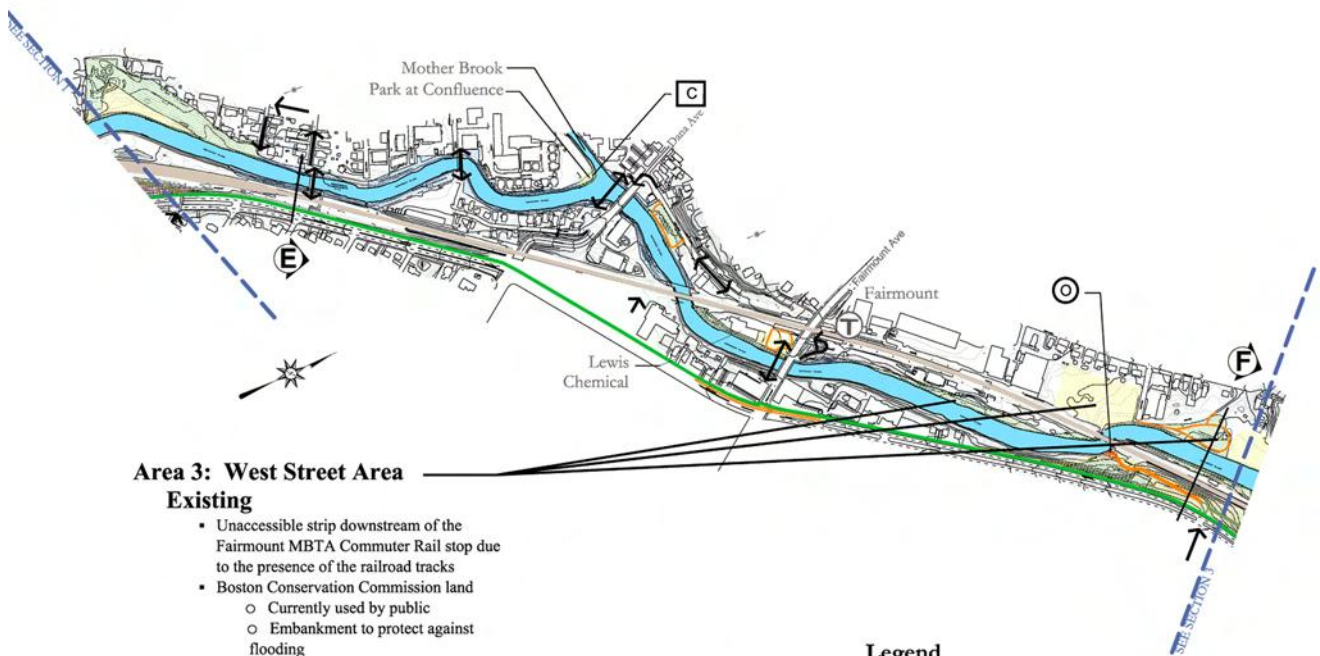 SEE SECTION 1
Mother Brook
Park at Confluence
C
Dana Ave
E
Fairmount Ave
Fairmount
T
O
F
Lewis
Chemical
Area 3: West Street Area
Existing
▪ Unaccessible strip downstream of the
Fairmount MBTA Commuter Rail stop due
to the presence of the railroad tracks
▪ Boston Conservation Commission land
o Currently used by public
o Embankment to protect against
flooding
Legend
SEE SECTION 3